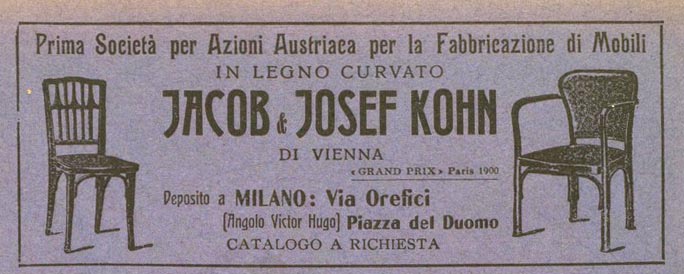 Prima Società per Azioni Austriaca per la Fabbricazione di Mobili
IN LEGNO CURVATO
JACOB & JOSEF KOHN
DI VIENNA
«GRAND PRIX» Paris 1900
Deposito a MILANO: Via Orefici
(Angolo Victor Hugo) Piazza del Duomo
CATALOGO A RICHIESTA